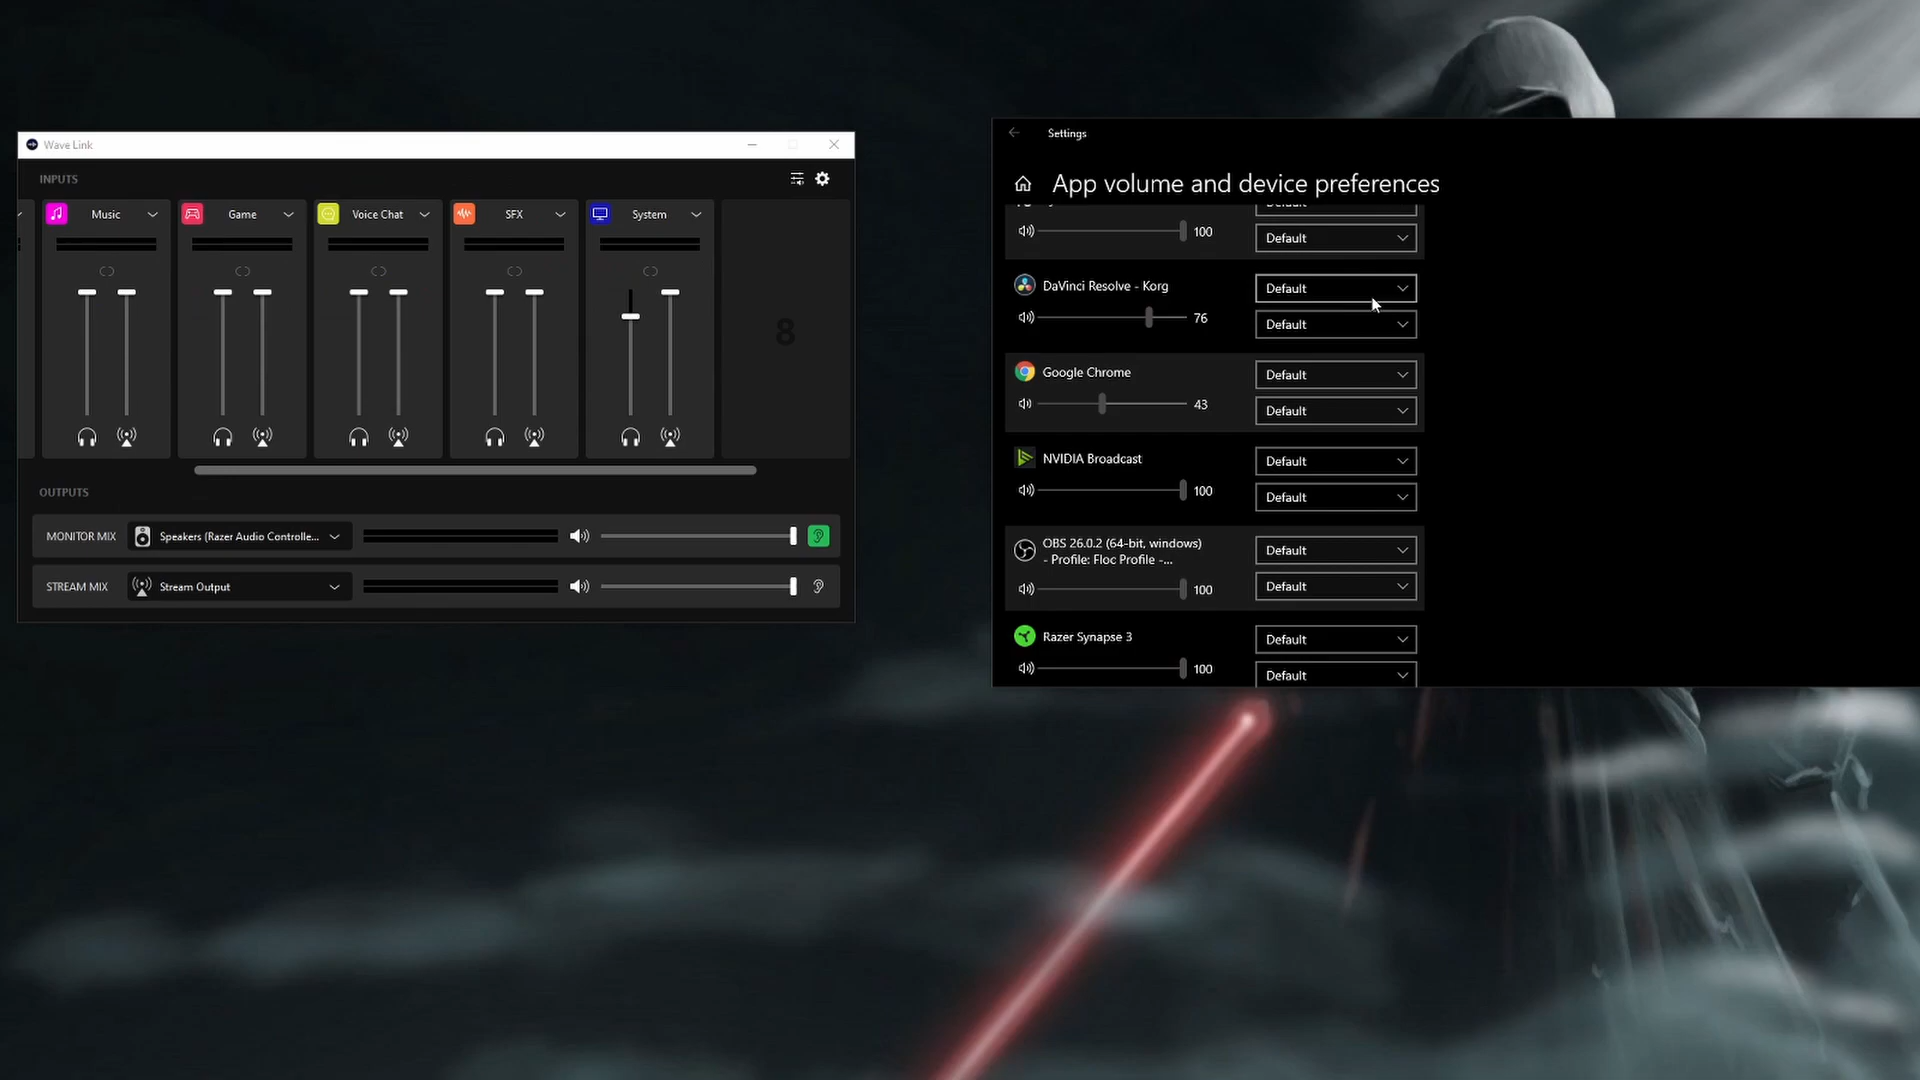 Wave Link
INPUTS
Music
Game
Voice Chat
SFX
System
8
OUTPUTS
MONITOR MIX
Speakers (Razer Audio Controlle...
STREAM MIX
Stream Output
Settings
App volume and device preferences
100
Default
DaVinci Resolve - Korg
Default
76
Default
Google Chrome
Default
43
Default
NVIDIA Broadcast
Default
100
Default
OBS 26.0.2 (64-bit, windows)
- Profile: Floc Profile -...
Default
100
Default
Razer Synapse 3
Default
100
Default